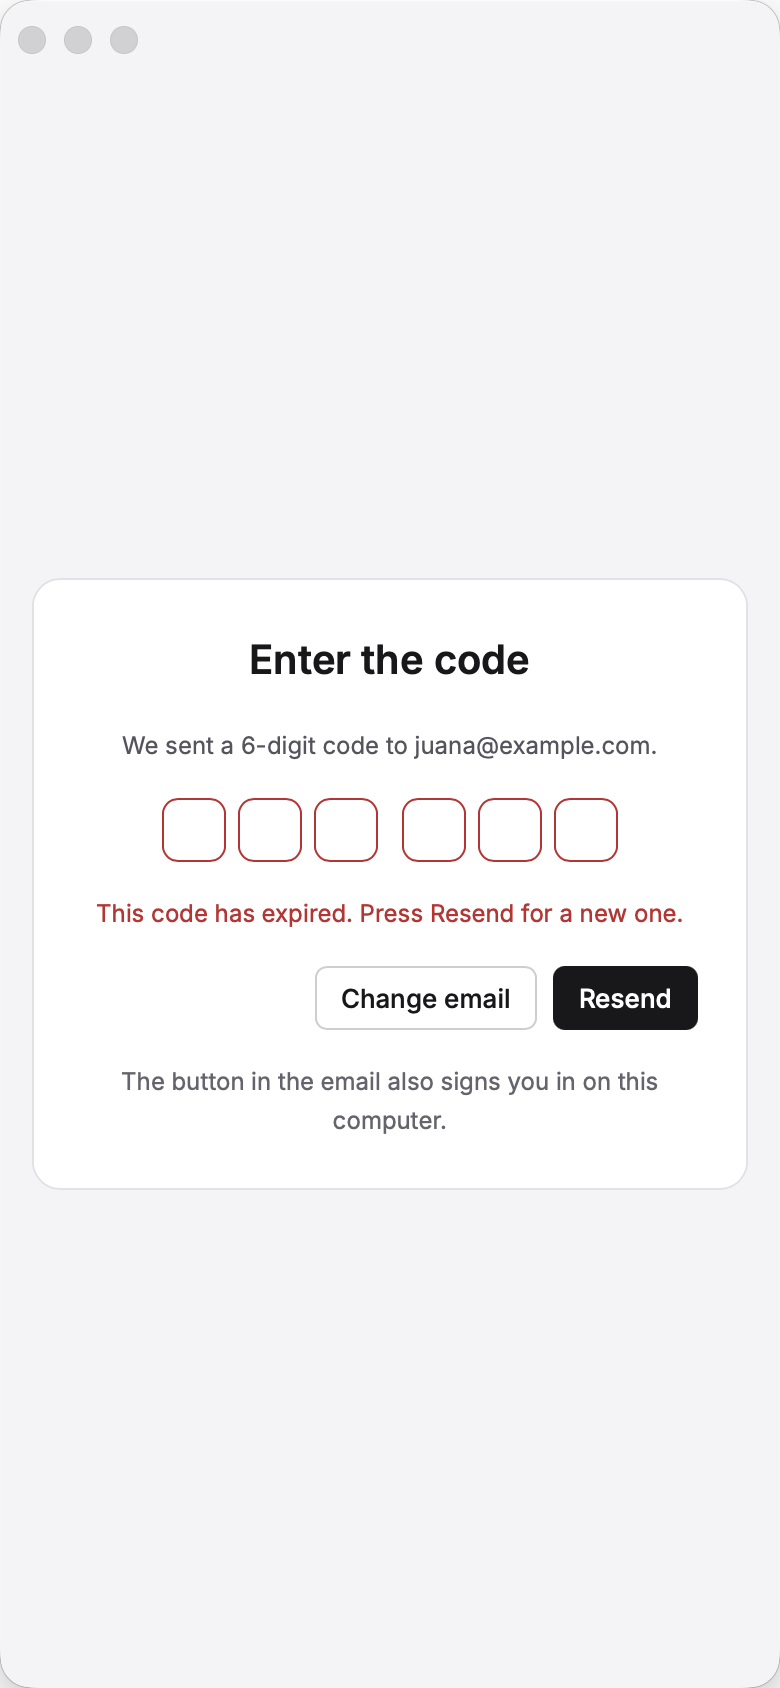 Enter the code
We sent a 6-digit code to juana@example.com.
This code has expired. Press Resend for a new one.
Change email
Resend
The button in the email also signs you in on this
computer.